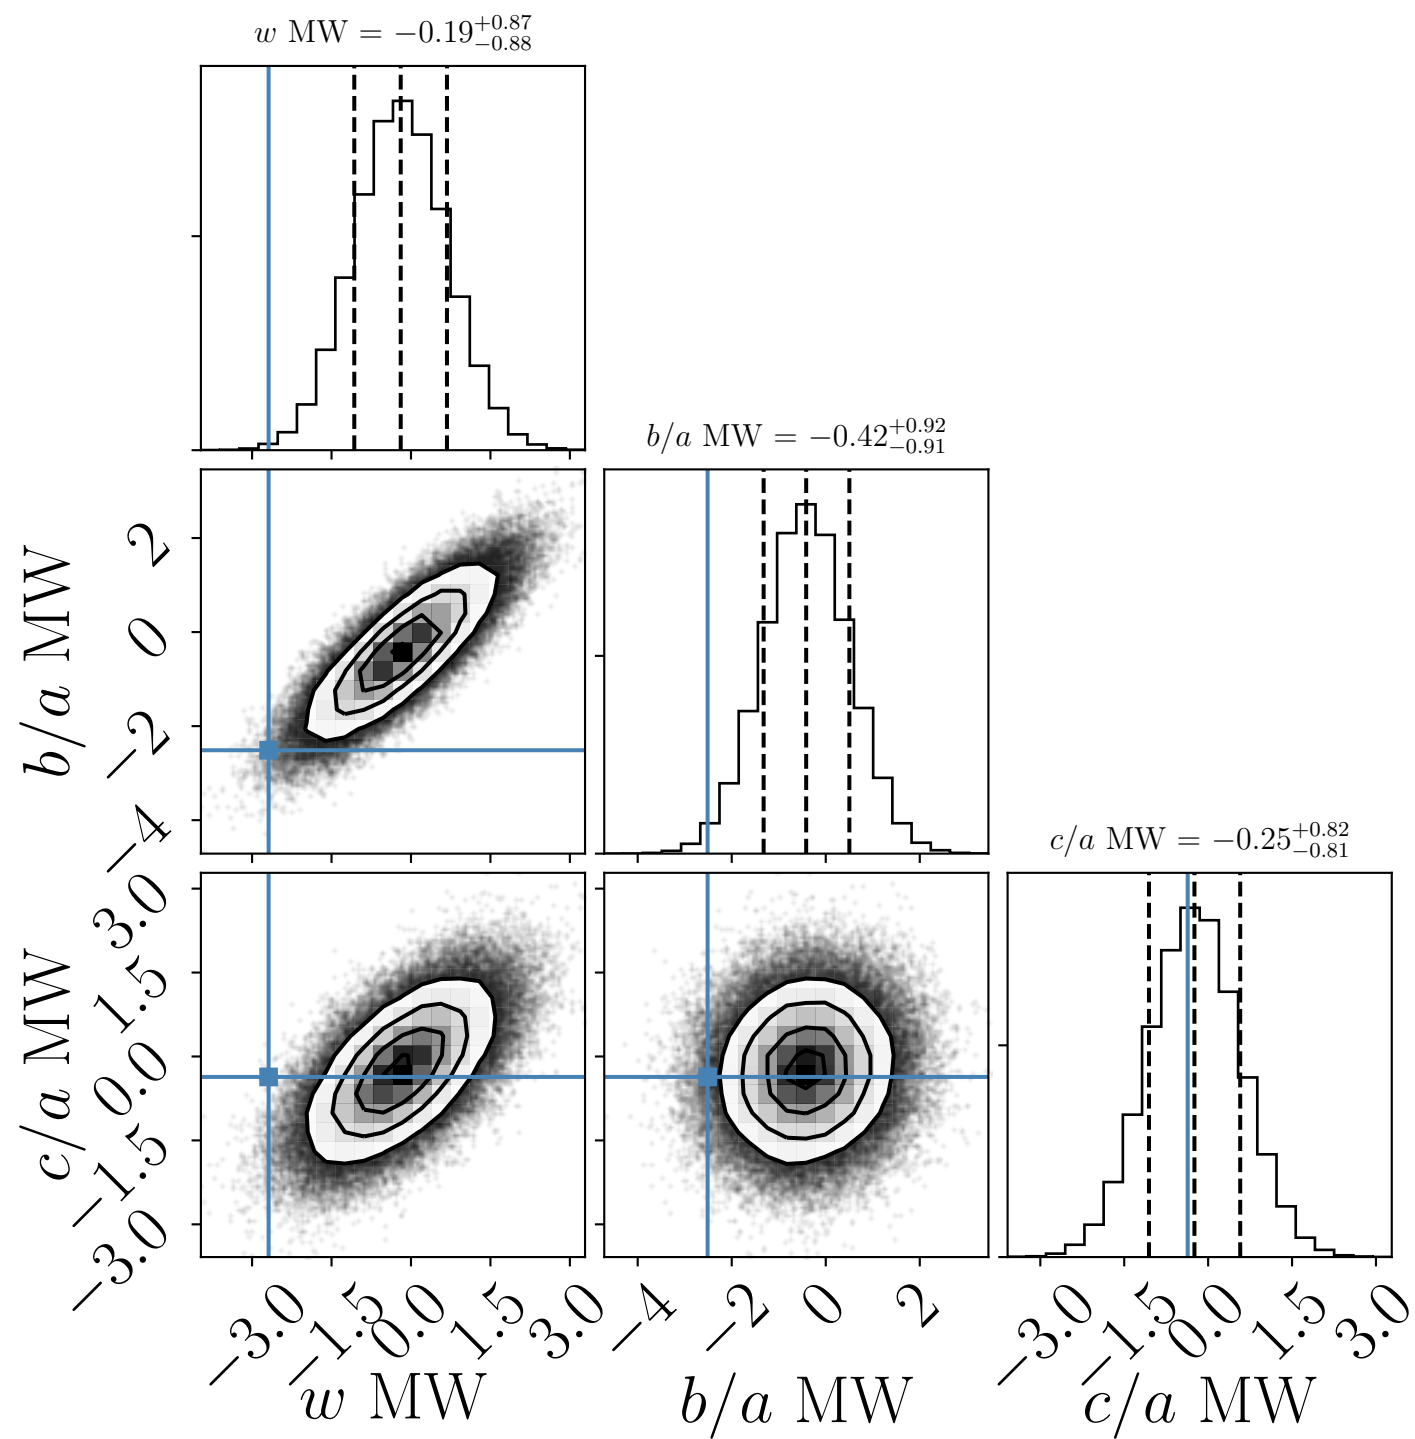 w MW = −0.19+0.87−0.88
b/a MW = −0.42+0.92−0.91
c/a MW = −0.25+0.82−0.81
b/a MW
2
0
−2
−4
c/a MW
3.0
1.5
0.0
−1.5
−3.0
−3.0 −1.5 0.0 1.5 3.0
w MW
−4 −2 0 2
b/a MW
−3.0 −1.5 0.0 1.5 3.0
c/a MW